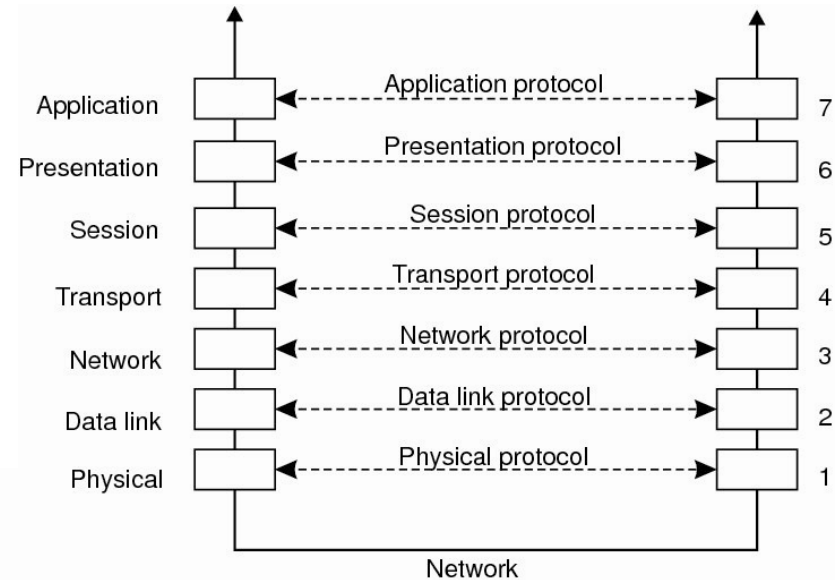 Application Application protocol 7
Presentation Presentation protocol 6
Session Session protocol 5
Transport Transport protocol 4
Network Network protocol 3
Data link Data link protocol 2
Physical Physical protocol 1
Network